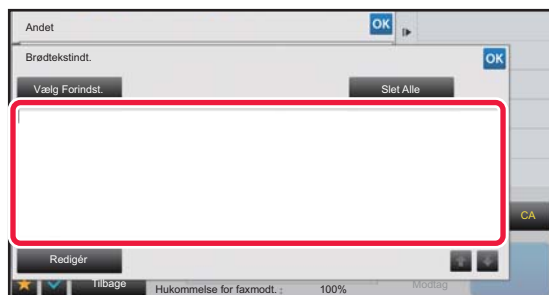 Andet OK
Brødtekstindt. OK
Vælg Forindst. Slet Alle
CA
Redigér
Tilbage
Hukommelse for faxmodt. : 100% Modtag